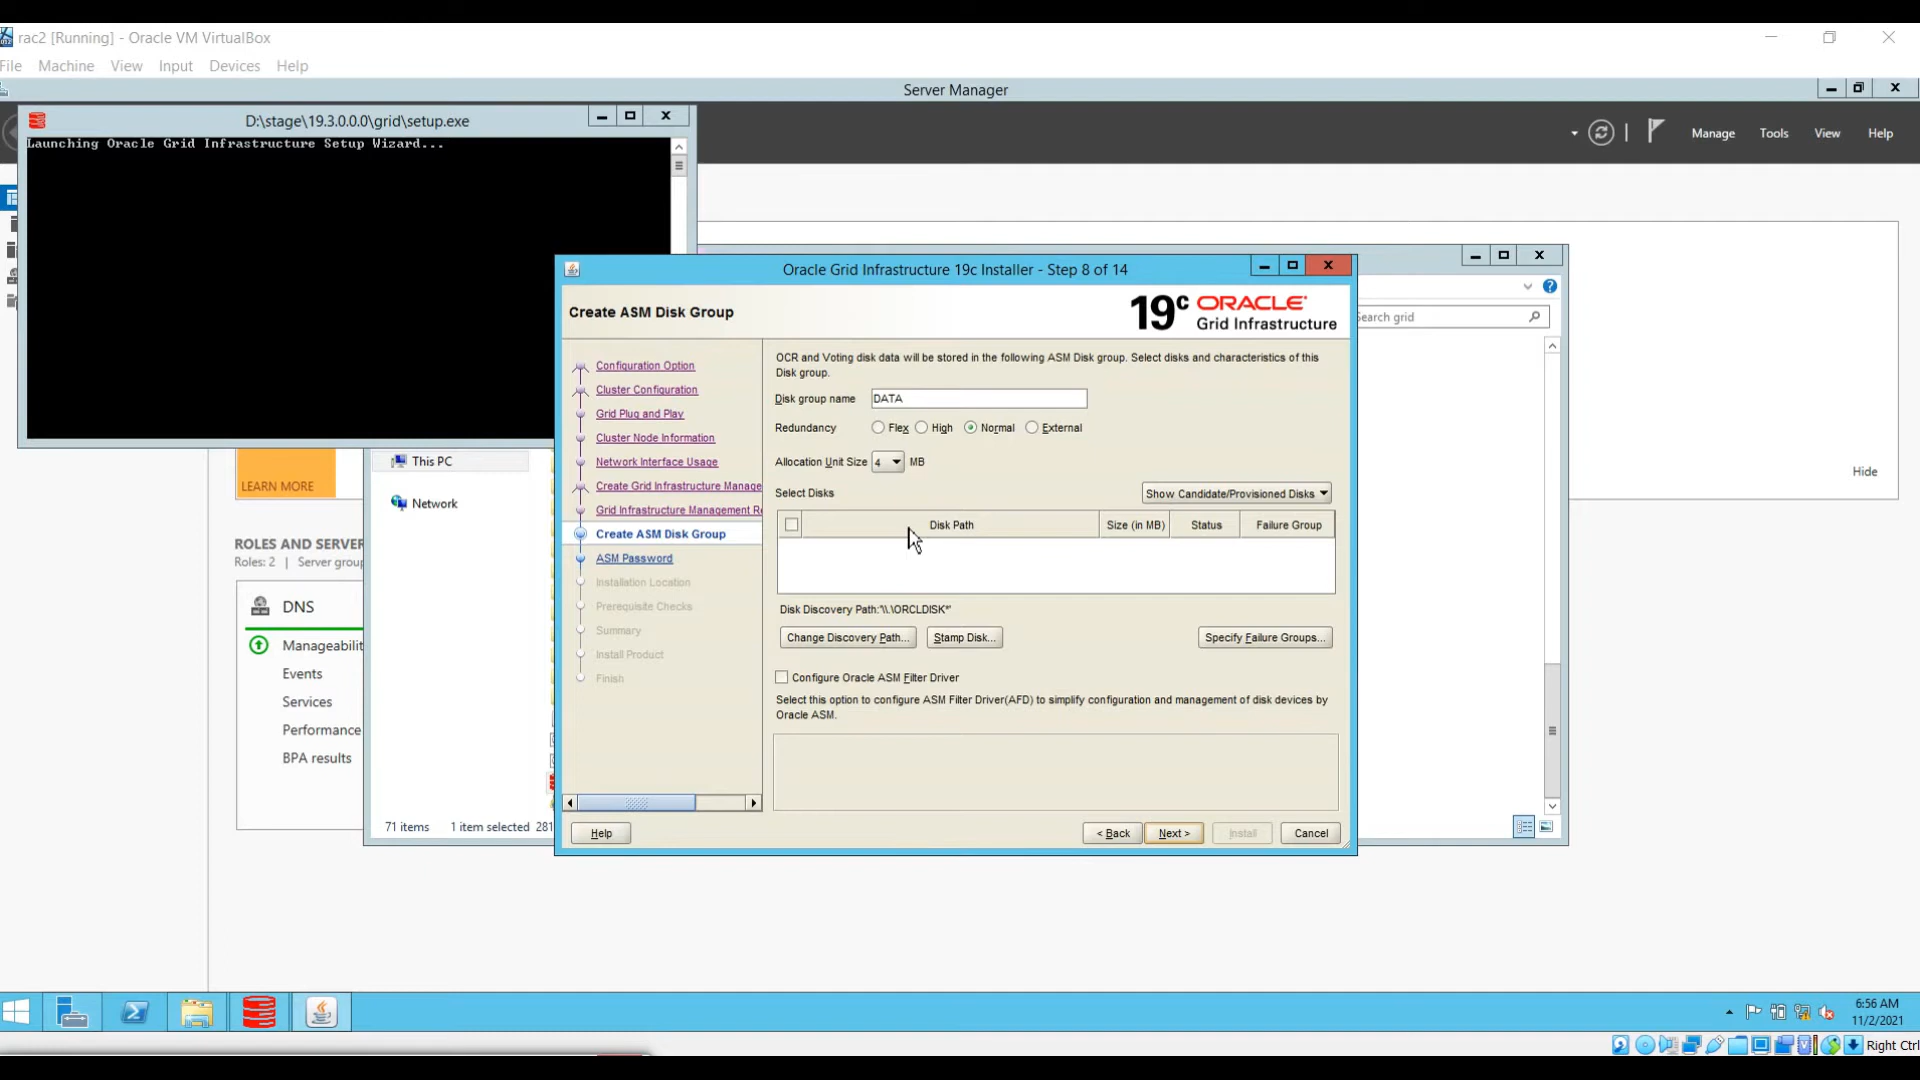 rac2 [Running] - Oracle VM VirtualBox
File Machine View Input Devices Help
Server Manager
Manage Tools View Help
D:\stage\19.3.0.0.0\grid\setup.exe
Launching Oracle Grid Infrastructure Setup Wizard...
Search grid
Oracle Grid Infrastructure 19c Installer - Step 8 of 14
Create ASM Disk Group
19c ORACLE
Grid Infrastructure
Configuration Option
Cluster Configuration
Grid Plug and Play
Cluster Node Information
Network Interface Usage
Create Grid Infrastructure Manage
Grid Infrastructure Management Re
Create ASM Disk Group
ASM Password
Installation Location
Prerequisite Checks
Summary
Install Product
Finish
OCR and Voting disk data will be stored in the following ASM Disk group. Select disks and characteristics of this
Disk group.
Disk group name DATA
Redundancy Flex High Normal External
Allocation Unit Size 4 MB
Select Disks Show Candidate/Provisioned Disks
Disk Path Size (in MB) Status Failure Group
Disk Discovery Path:'\\.\ORCLDISK*'
Change Discovery Path... Stamp Disk... Specify Failure Groups...
Configure Oracle ASM Filter Driver
Select this option to configure ASM Filter Driver(AFD) to simplify configuration and management of disk devices by
Oracle ASM.
Help < Back Next > Install Cancel
LEARN MORE
Hide
This PC
Network
71 items 1 item selected 281
ROLES AND SERVER
Roles: 2 | Server group
DNS
Manageabilit
Events
Services
Performance
BPA results
6:56 AM
11/2/2021
Right Ctrl